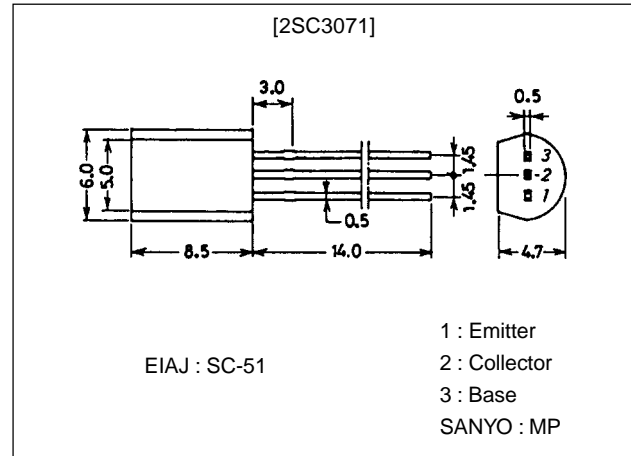 [2SC3071]
3.0
0.5
6.0
5.0
1.45
1.45
3
2
1
0.5
8.5
14.0
4.7
EIAJ : SC-51
1 : Emitter
2 : Collector
3 : Base
SANYO : MP